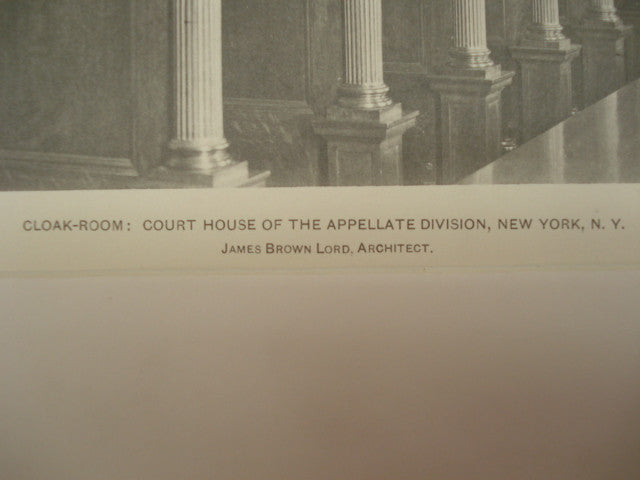 CLOAK-ROOM: COURT HOUSE OF THE APPELLATE DIVISION, NEW YORK, N. Y.
JAMES BROWN LORD, ARCHITECT.